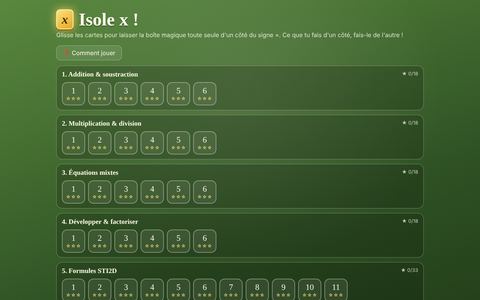 x Isole x !
Glisse les cartes pour laisser la boîte magique toute seule d'un côté du signe =. Ce que tu fais d'un côté, fais-le de l'autre !
Comment jouer
1. Addition & soustraction ★ 0/18
1 2 3 4 5 6
★★★ ★★★ ★★★ ★★★ ★★★ ★★★
2. Multiplication & division ★ 0/18
1 2 3 4 5 6
★★★ ★★★ ★★★ ★★★ ★★★ ★★★
3. Équations mixtes ★ 0/18
1 2 3 4 5 6
★★★ ★★★ ★★★ ★★★ ★★★ ★★★
4. Développer & factoriser ★ 0/18
1 2 3 4 5 6
★★★ ★★★ ★★★ ★★★ ★★★ ★★★
5. Formules STI2D ★ 0/33
1 2 3 4 5 6 7 8 9 10 11
★★★ ★★★ ★★★ ★★★ ★★★ ★★★ ★★★ ★★★ ★★★ ★★★ ★★★